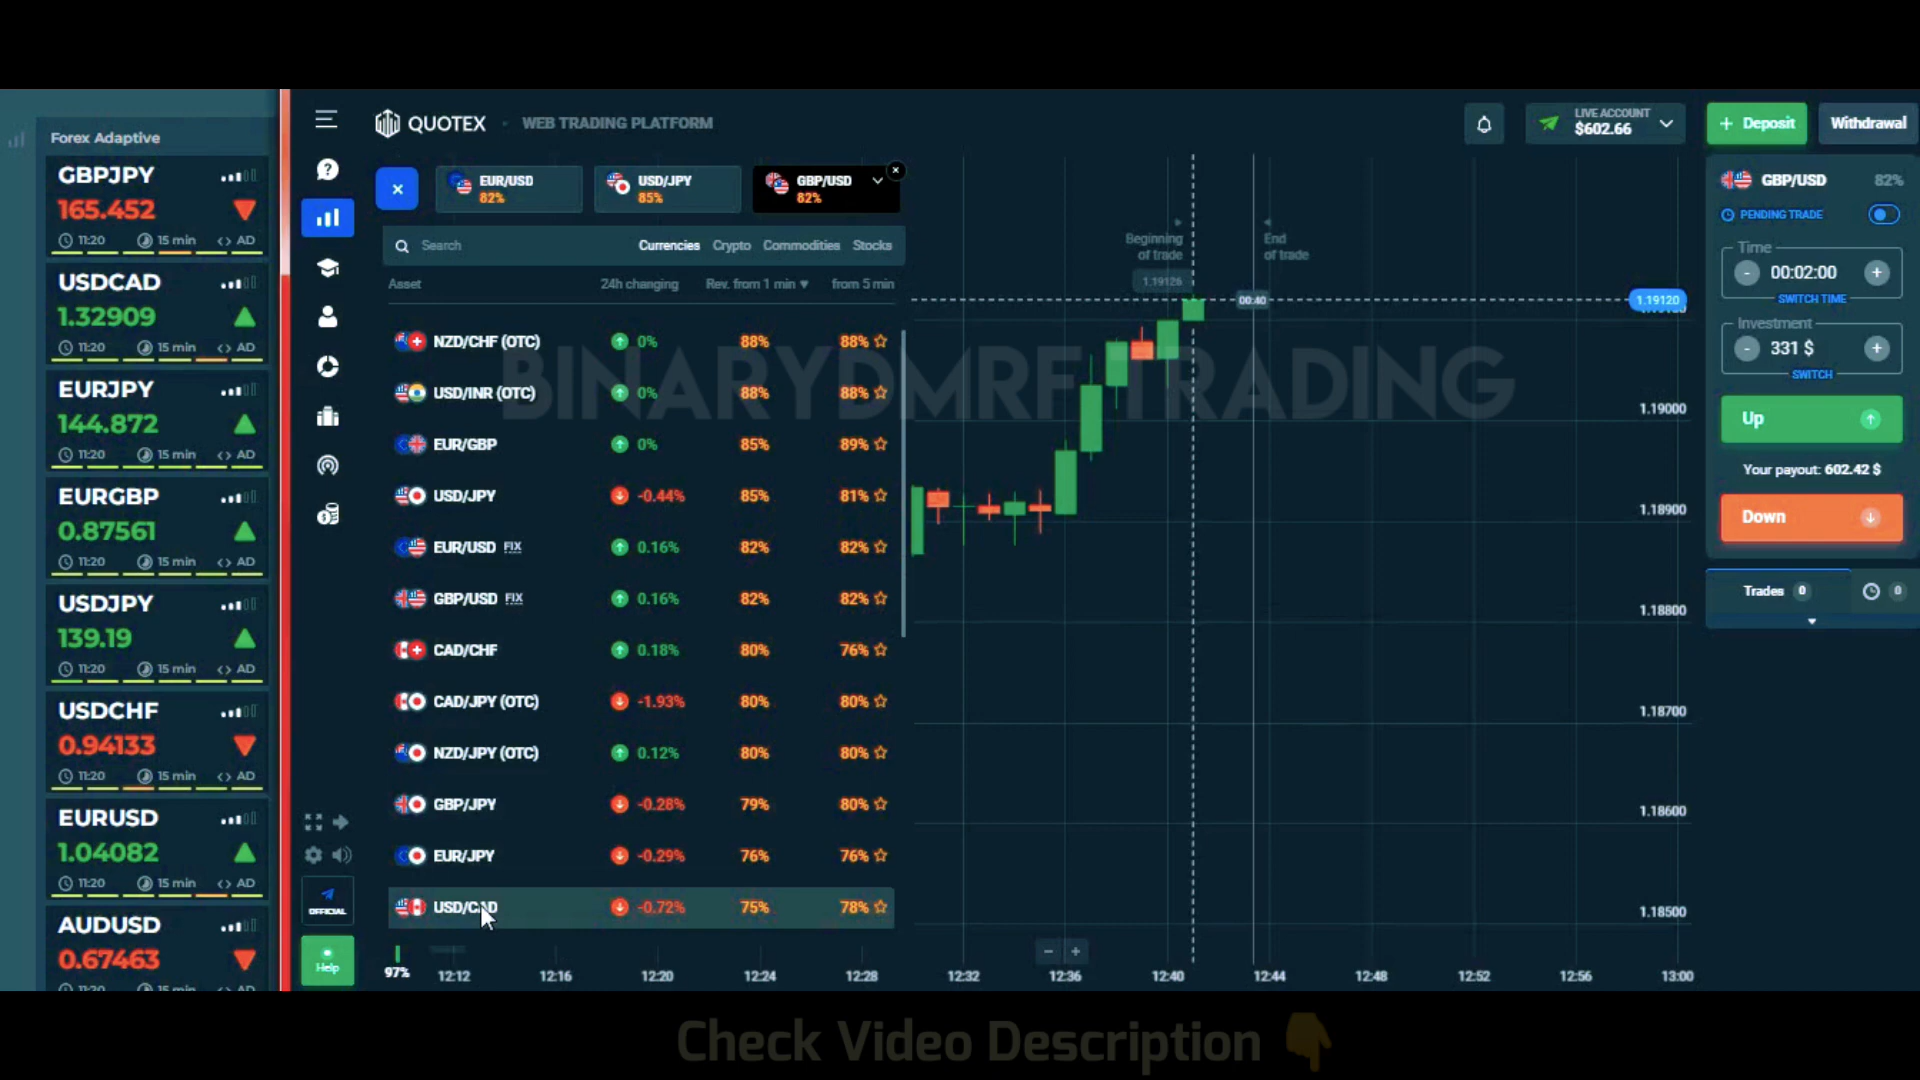 Forex Adaptive
GBPJPY
165.452
11:20 15 min <> AD
USDCAD
1.32909
11:20 15 min <> AD
EURJPY
144.872
11:20 15 min <> AD
EURGBP
0.87561
11:20 15 min <> AD
USDJPY
139.19
11:20 15 min <> AD
USDCHF
0.94133
11:20 15 min <> AD
EURUSD
1.04082
11:20 15 min <> AD
AUDUSD
0.67463
11:20 15 min <> AD
QUOTEX WEB TRADING PLATFORM
LIVE ACCOUNT
$602.66
+ Deposit
Withdrawal
EUR/USD
82%
USD/JPY
85%
GBP/USD
82%
Search Currencies Crypto Commodities Stocks
Asset 24h changing Rev. from 1 min ▼ from 5 min
NZD/CHF (OTC) 0% 88% 88%
USD/INR (OTC) 0% 88% 88%
EUR/GBP 0% 85% 89%
USD/JPY -0.44% 85% 81%
EUR/USD FIX 0.16% 82% 82%
GBP/USD FIX 0.16% 82% 82%
CAD/CHF 0.18% 80% 76%
CAD/JPY (OTC) -1.93% 80% 80%
NZD/JPY (OTC) 0.12% 80% 80%
GBP/JPY -0.28% 79% 80%
EUR/JPY -0.29% 76% 76%
USD/CAD -0.72% 75% 78%
BINARYDMRF TRADING
OFFICIAL
Help
97%
Beginning
of trade
End
of trade
1.19126
00:40
1.19120
1.19000
1.18900
1.18800
1.18700
1.18600
1.18500
12:12 12:16 12:20 12:24 12:28 12:32 12:36 12:40 12:44 12:48 12:52 12:56 13:00
GBP/USD 82%
PENDING TRADE
Time
- 00:02:00 +
SWITCH TIME
Investment
- 331 $ +
SWITCH
Up
Your payout: 602.42 $
Down
Trades 0 0
Check Video Description